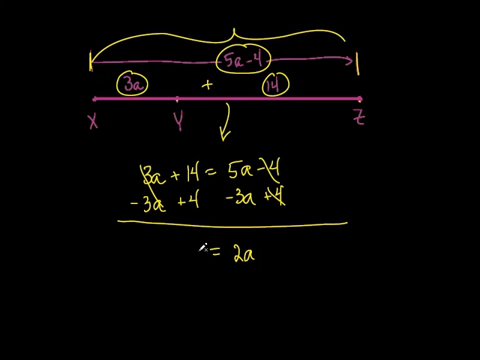 5a-4
3a + 14
X Y Z
3a + 14 = 5a - 4
- 3a + 4 - 3a + 4
= 2a